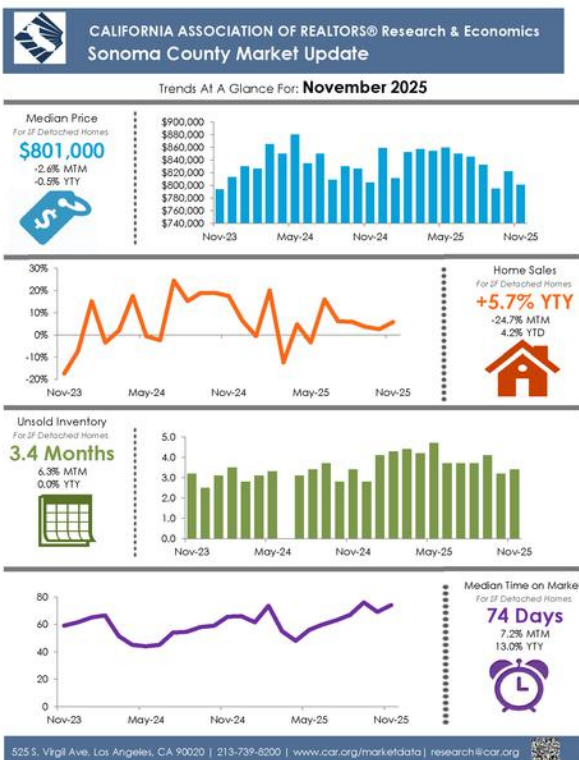 CALIFORNIA ASSOCIATION OF REALTORS® Research & Economics
Sonoma County Market Update
Trends At A Glance For: November 2025
Median Price
For SF Detached Homes
$801,000
-2.6% MTM
-0.5% YTY
$
$900,000
$880,000
$860,000
$840,000
$820,000
$800,000
$780,000
$760,000
$740,000
Nov-23 May-24 Nov-24 May-25 Nov-25
30%
20%
10%
0%
-10%
-20%
Nov-23 May-24 Nov-24 May-25 Nov-25
Home Sales
For SF Detached Homes
+5.7% YTY
-24.7% MTM
4.2% YTD
Unsold Inventory
For SF Detached Homes
3.4 Months
6.3% MTM
0.0% YTY
5.0
4.0
3.0
2.0
1.0
0.0
Nov-23 May-24 Nov-24 May-25 Nov-25
80
60
40
20
0
Nov-23 May-24 Nov-24 May-25 Nov-25
Median Time on Marke
For SF Detached Homes
74 Days
7.2% MTM
13.0% YTY
525 S. Virgil Ave. Los Angeles, CA 90020 | 213-739-8200 | www.car.org/marketdata| research@car.org